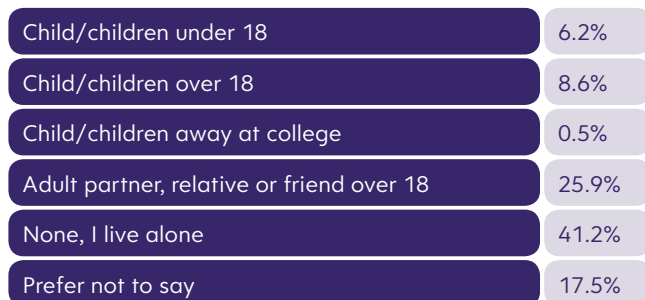 Child/children under 18 6.2%
Child/children over 18 8.6%
Child/children away at college 0.5%
Adult partner, relative or friend over 18 25.9%
None, I live alone 41.2%
Prefer not to say 17.5%